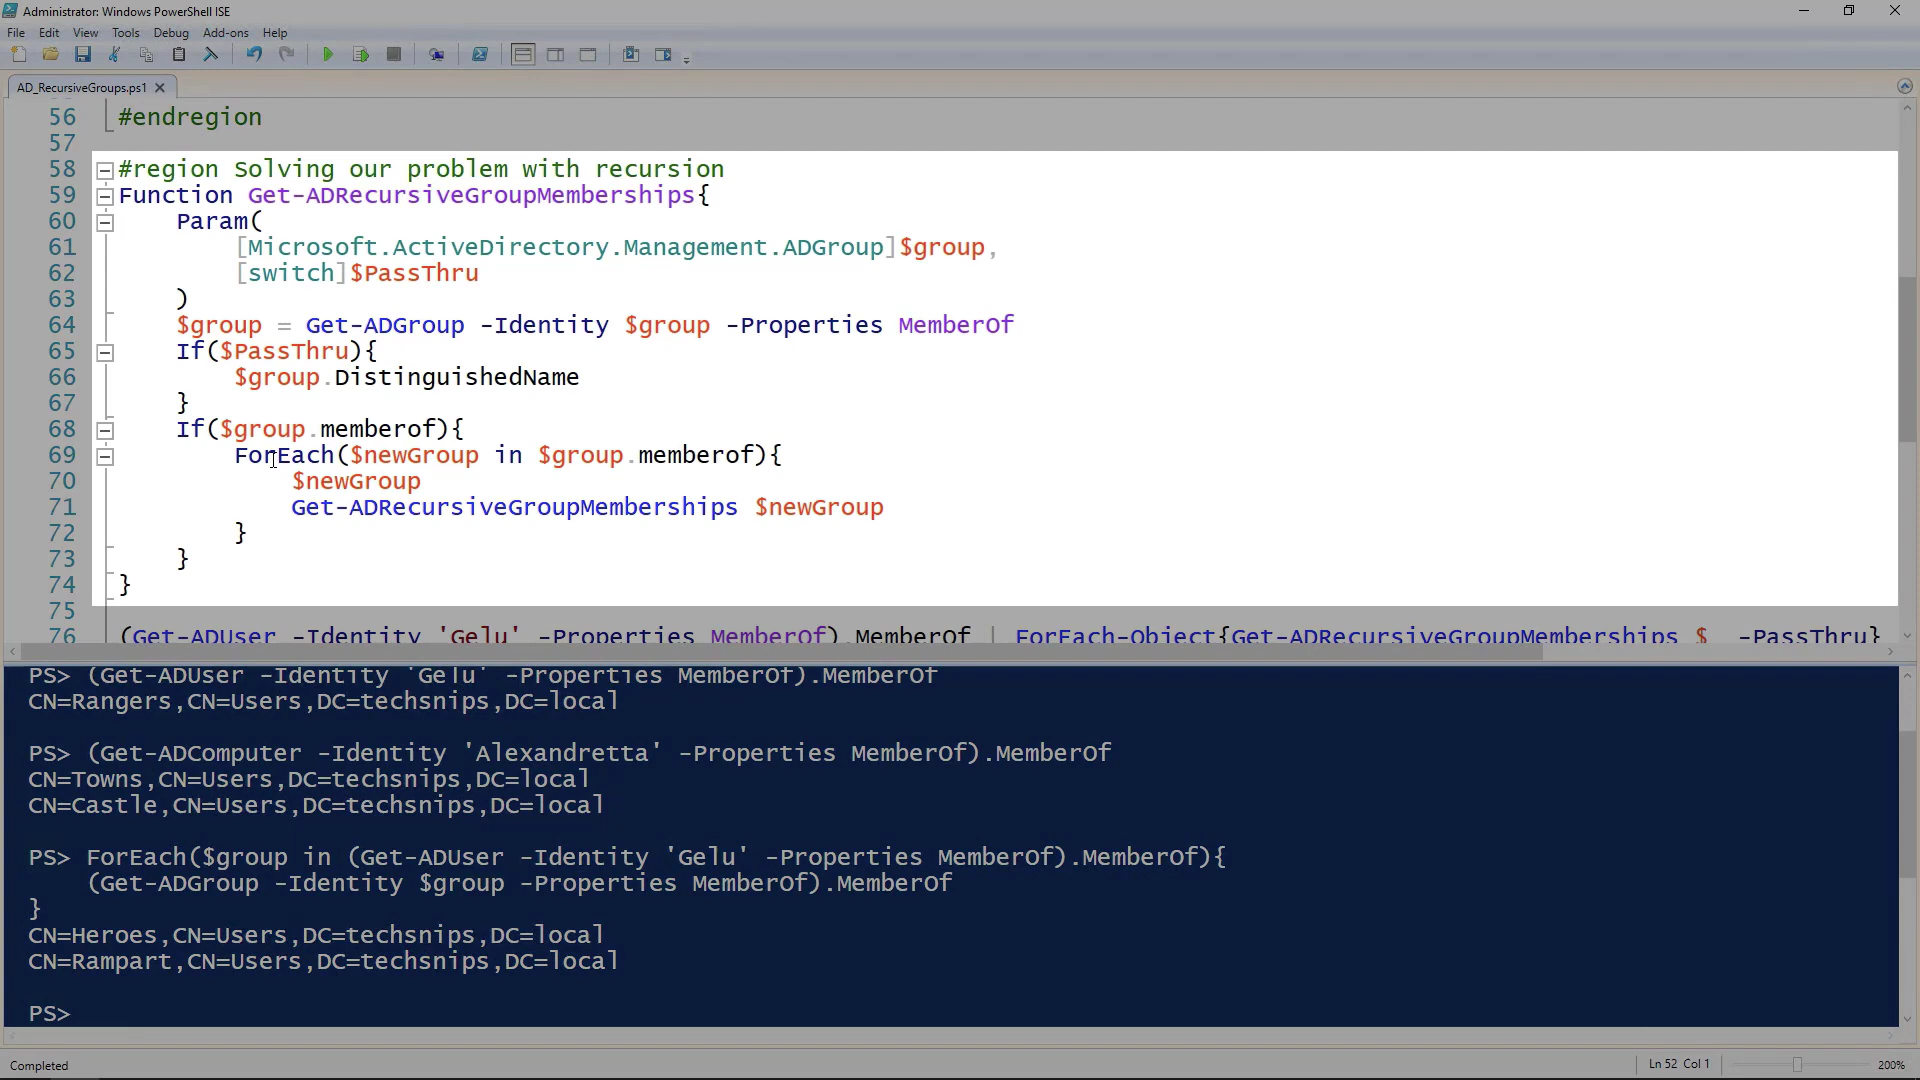 Administrator: Windows PowerShell ISE
File Edit View Tools Debug Add-ons Help
AD_RecursiveGroups.ps1
56 #endregion
57
58 #region Solving our problem with recursion
59 Function Get-ADRecursiveGroupMemberships{
60 Param(
61 [Microsoft.ActiveDirectory.Management.ADGroup]$group,
62 [switch]$PassThru
63 )
64 $group = Get-ADGroup -Identity $group -Properties MemberOf
65 If($PassThru){
66 $group.DistinguishedName
67 }
68 If($group.memberof){
69 ForEach($newGroup in $group.memberof){
70 $newGroup
71 Get-ADRecursiveGroupMemberships $newGroup
72 }
73 }
74 }
75
76 (Get-ADUser -Identity 'Gelu' -Properties MemberOf).MemberOf | ForEach-Object{Get-ADRecursiveGroupMemberships $_ -PassThru}
PS> (Get-ADUser -Identity 'Gelu' -Properties MemberOf).MemberOf
CN=Rangers,CN=Users,DC=techsnips,DC=local
PS> (Get-ADComputer -Identity 'Alexandretta' -Properties MemberOf).MemberOf
CN=Towns,CN=Users,DC=techsnips,DC=local
CN=Castle,CN=Users,DC=techsnips,DC=local
PS> ForEach($group in (Get-ADUser -Identity 'Gelu' -Properties MemberOf).MemberOf){
(Get-ADGroup -Identity $group -Properties MemberOf).MemberOf
}
CN=Heroes,CN=Users,DC=techsnips,DC=local
CN=Rampart,CN=Users,DC=techsnips,DC=local
PS>
Completed
Ln 52 Col 1
200%